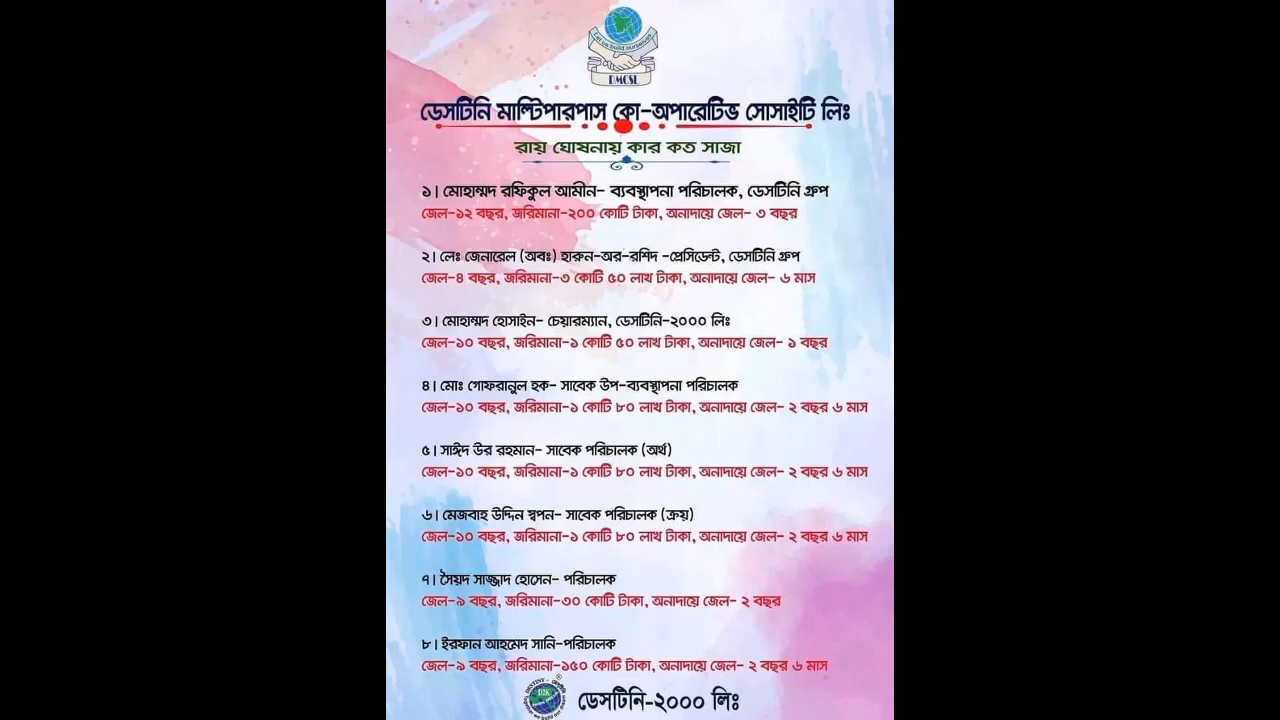 Let us build ourselves
DMCSL
ডেসটিনি মাল্টিপারপাস কো-অপারেটিভ সোসাইটি লিঃ
রায় ঘোষনায় কার কত সাজা
১। মোহাম্মদ রফিকুল আমীন- ব্যবস্থাপনা পরিচালক, ডেসটিনি গ্রুপ
জেল-১২ বছর, জরিমানা-২০০ কোটি টাকা, অনাদায়ে জেল- ৩ বছর
২। লেঃ জেনারেল (অবঃ) হারুন-অর-রশিদ -প্রেসিডেন্ট, ডেসটিনি গ্রুপ
জেল-৪ বছর, জরিমানা-৩ কোটি ৫০ লাখ টাকা, অনাদায়ে জেল- ৬ মাস
৩। মোহাম্মদ হোসাইন- চেয়ারম্যান, ডেসটিনি-২০০০ লিঃ
জেল-১০ বছর, জরিমানা-১ কোটি ৫০ লাখ টাকা, অনাদায়ে জেল- ১ বছর
৪। মোঃ গোফরানুল হক- সাবেক উপ-ব্যবস্থাপনা পরিচালক
জেল-১০ বছর, জরিমানা-১ কোটি ৮০ লাখ টাকা, অনাদায়ে জেল- ২ বছর ৬ মাস
৫। সাঈদ উর রহমান- সাবেক পরিচালক (অর্থ)
জেল-১০ বছর, জরিমানা-১ কোটি ৮০ লাখ টাকা, অনাদায়ে জেল- ২ বছর ৬ মাস
৬। মেজবাহ উদ্দিন স্বপন- সাবেক পরিচালক (ক্রয়)
জেল-১০ বছর, জরিমানা-১ কোটি ৮০ লাখ টাকা, অনাদায়ে জেল- ২ বছর ৬ মাস
৭। সৈয়দ সাজ্জাদ হোসেন- পরিচালক
জেল-৯ বছর, জরিমানা-৩০ কোটি টাকা, অনাদায়ে জেল- ২ বছর
৮। ইরফান আহমেদ সানি-পরিচালক
জেল-৯ বছর, জরিমানা-১৫০ কোটি টাকা, অনাদায়ে জেল- ২ বছর ৬ মাস
ডেসটিনি-২০০০ লিঃ